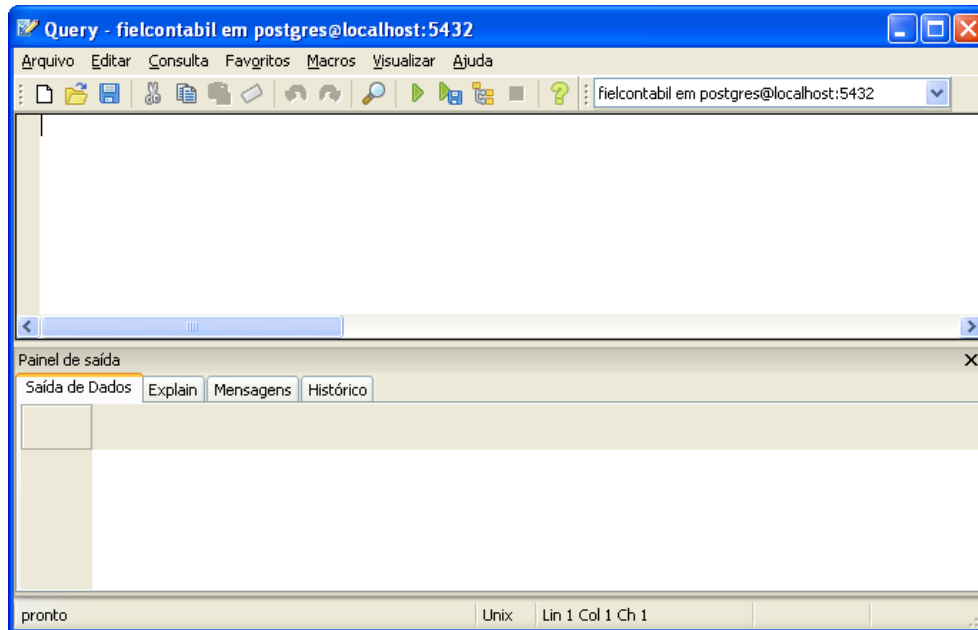 Query - fielcontabil em postgres@localhost:5432
Arquivo Editar Consulta Favoritos Macros Visualizar Ajuda
fielcontabil em postgres@localhost:5432
Painel de saída
Saída de Dados Explain Mensagens Histórico
pronto Unix Lin 1 Col 1 Ch 1